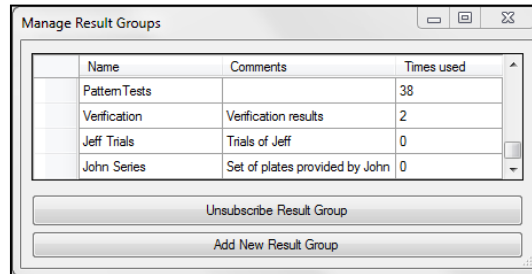 Manage Result Groups
Name Comments Times used
PatternTests 38
Verification Verification results 2
Jeff Trials Trials of Jeff 0
John Series Set of plates provided by John 0
Unsubscribe Result Group
Add New Result Group